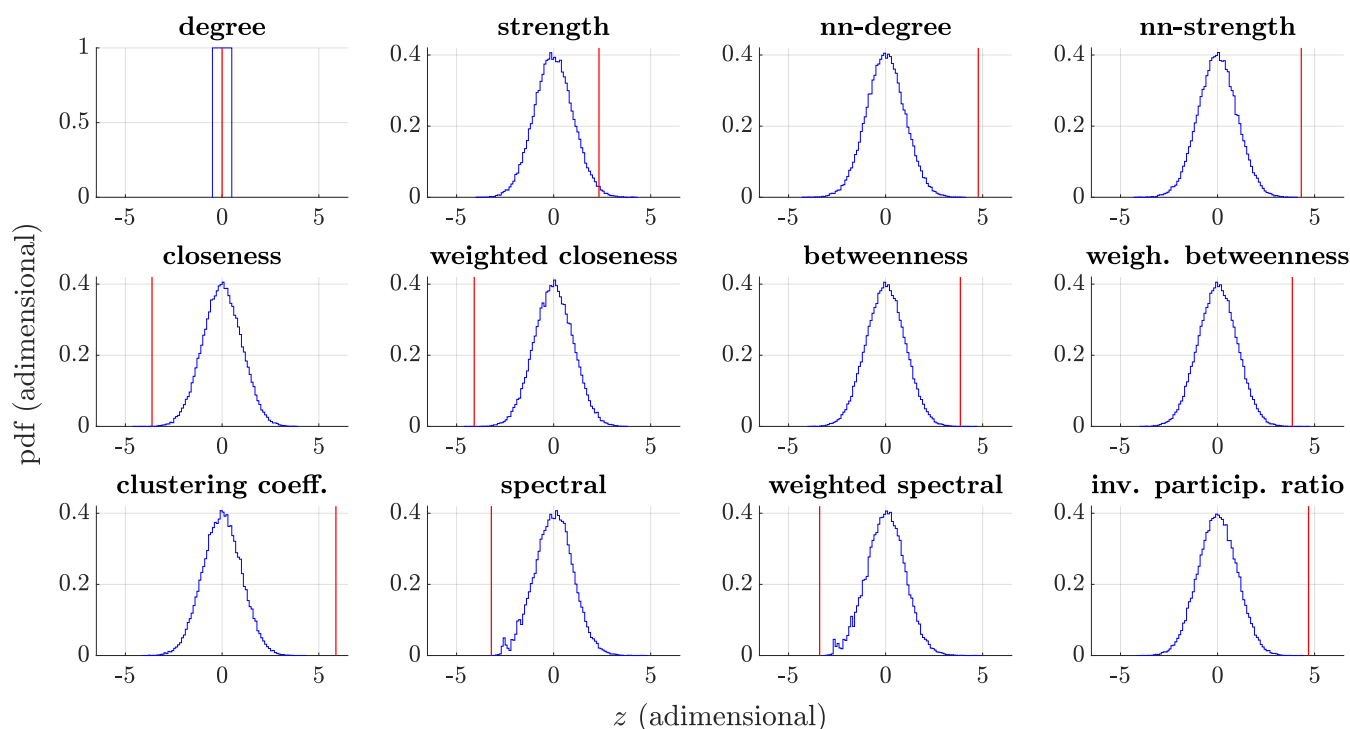 degree
strength
nn-degree
nn-strength
1
0.5
0
-5 0 5
0.4
0.2
0
-5 0 5
0.4
0.2
0
-5 0 5
0.4
0.2
0
-5 0 5
closeness
weighted closeness
betweenness
weigh. betweenness
0.4
0.2
0
-5 0 5
0.4
0.2
0
-5 0 5
0.4
0.2
0
-5 0 5
0.4
0.2
0
-5 0 5
clustering coeff.
spectral
weighted spectral
inv. particip. ratio
0.4
0.2
0
-5 0 5
0.4
0.2
0
-5 0 5
0.4
0.2
0
-5 0 5
0.4
0.2
0
-5 0 5
pdf (adimensional)
z (adimensional)